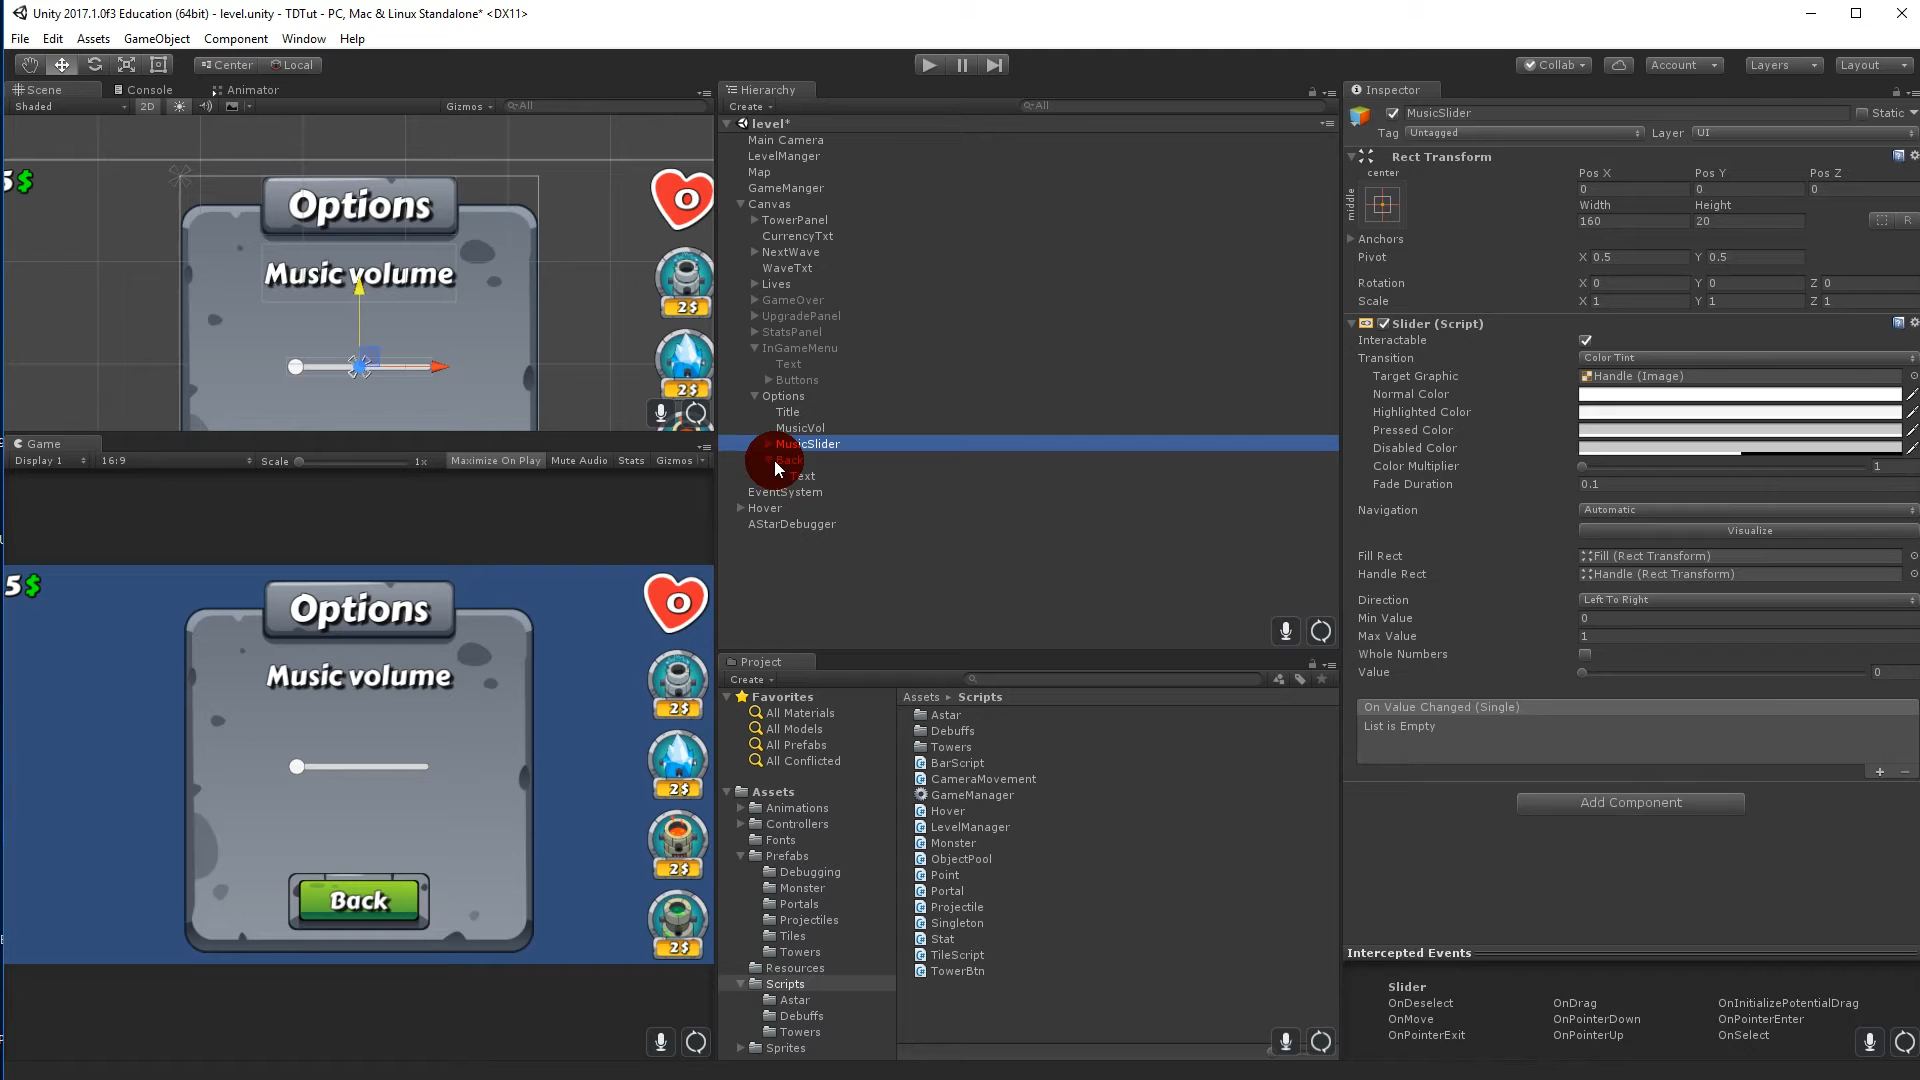 Unity 2017.1.0f3 Education (64bit) - level.unity - TDTut - PC, Mac & Linux Standalone* <DX11>
File Edit Assets GameObject Component Window Help
Center Local
Collab Account Layers Layout
Scene Console Animator
Shaded 2D Gizmos All
5$
Options
0
Music volume
2$
2$
Game
Display 1 16:9 Scale 1x Maximize On Play Mute Audio Stats Gizmos
5$
Options
0
Music volume
2$
2$
2$
Back
2$
Hierarchy
Create All
level*
Main Camera
LevelManger
Map
GameManger
Canvas
TowerPanel
CurrencyTxt
NextWave
WaveTxt
Lives
GameOver
UpgradePanel
StatsPanel
InGameMenu
Text
Buttons
Options
Title
MusicVol
MusicSlider
Back
Text
EventSystem
Hover
AStarDebugger
Project
Create
Favorites
All Materials
All Models
All Prefabs
All Conflicted
Assets
Animations
Controllers
Fonts
Prefabs
Debugging
Monster
Portals
Projectiles
Tiles
Towers
Resources
Scripts
Astar
Debuffs
Towers
Sprites
Assets Scripts
Astar
Debuffs
Towers
BarScript
CameraMovement
GameManager
Hover
LevelManager
Monster
ObjectPool
Point
Portal
Projectile
Singleton
Stat
TileScript
TowerBtn
Inspector
MusicSlider Static
Tag Untagged Layer UI
Rect Transform
center
middle
Pos X Pos Y Pos Z
0 0 0
Width Height
160 20
R
Anchors
Pivot X 0.5 Y 0.5
Rotation X 0 Y 0 Z 0
Scale X 1 Y 1 Z 1
Slider (Script)
Interactable
Transition Color Tint
Target Graphic Handle (Image)
Normal Color
Highlighted Color
Pressed Color
Disabled Color
Color Multiplier 1
Fade Duration 0.1
Navigation Automatic
Visualize
Fill Rect Fill (Rect Transform)
Handle Rect Handle (Rect Transform)
Direction Left To Right
Min Value 0
Max Value 1
Whole Numbers
Value 0
On Value Changed (Single)
List is Empty
Add Component
Intercepted Events
Slider
OnDeselect OnDrag OnInitializePotentialDrag
OnMove OnPointerDown OnPointerEnter
OnPointerExit OnPointerUp OnSelect